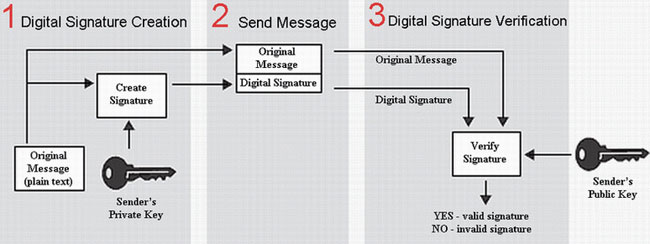 1 Digital Signature Creation
2 Send Message
3 Digital Signature Verification
Original
Message
Digital Signature
Original Message
Digital Signature
Create
Signature
Original
Message
(plain text)
Sender's
Private Key
Verify
Signature
Sender's
Public Key
YES - valid signature
NO - invalid signature